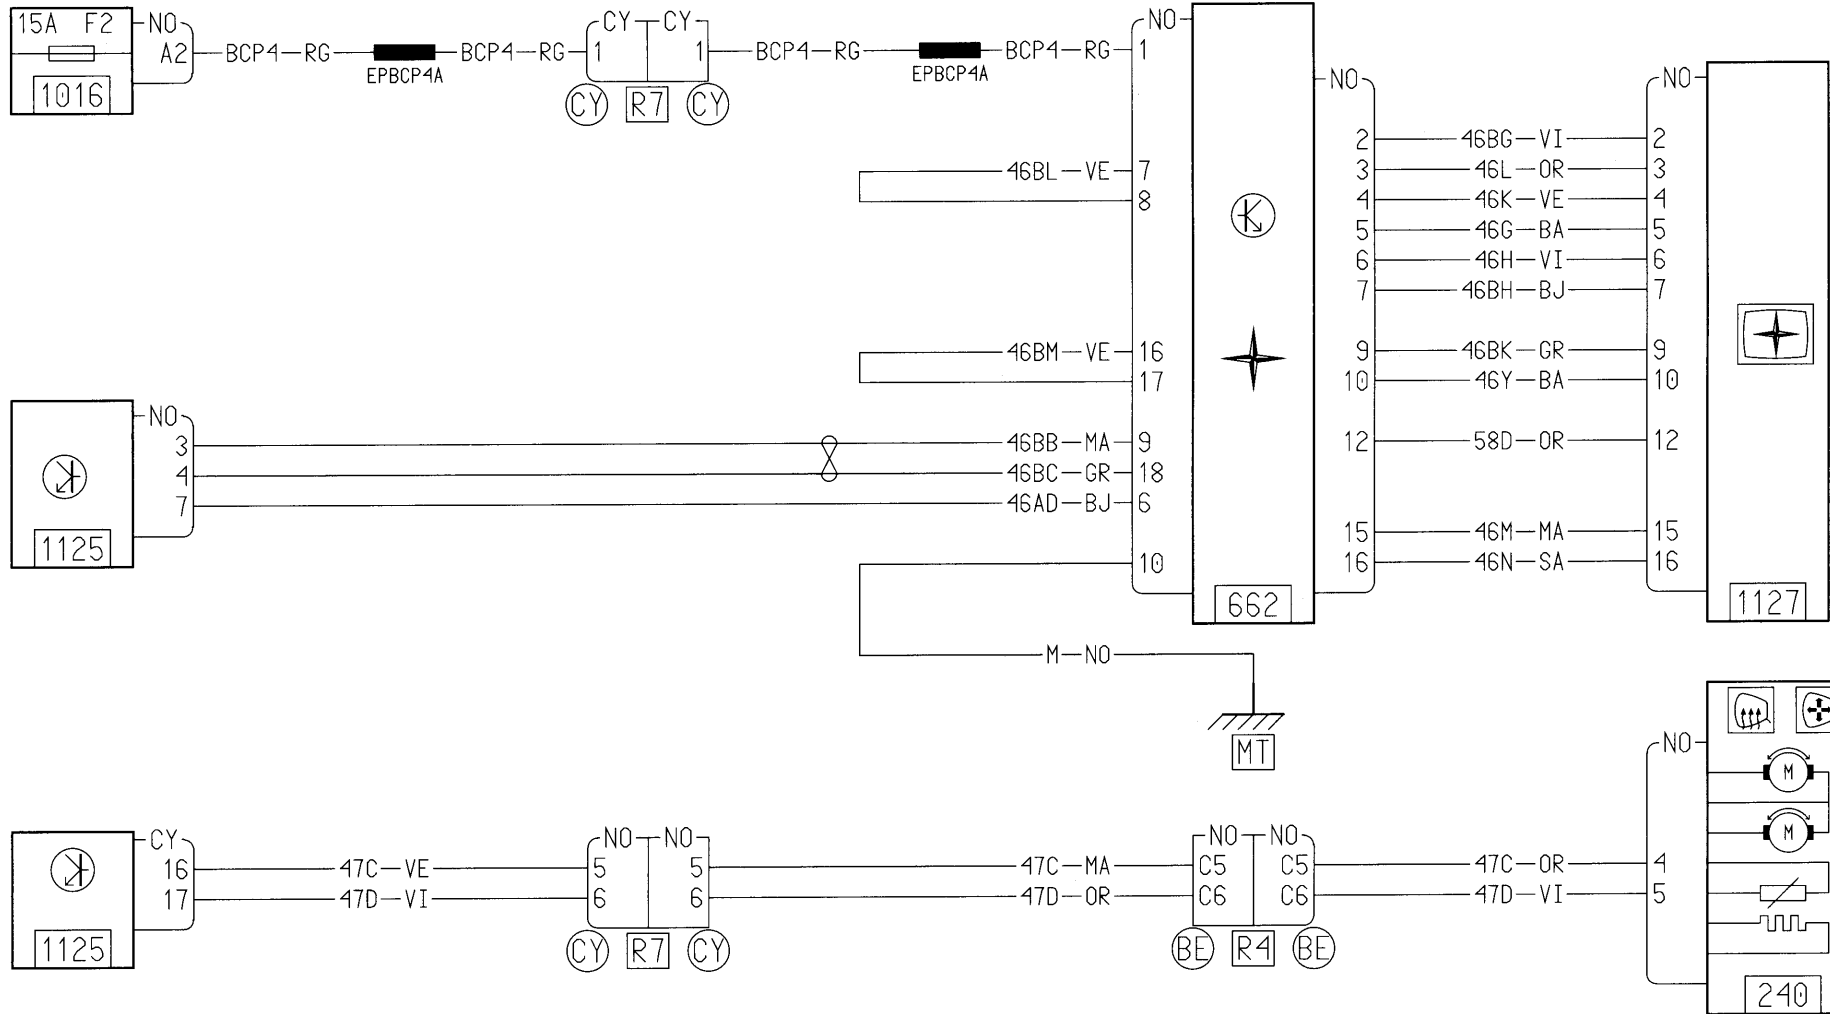 15A F2 NO CY CY NO
A2 BCP4-RG BCP4-RG 1 1 BCP4-RG BCP4-RG 1
EPBCP4A EPBCP4A
1016 CY R7 CY NO NO
2 46BG-VI 2
46BL-VE 7 3 46L-OR 3
8 4 46K-VE 4
5 46G-BA 5
6 46H-VI 6
7 46BH-BJ 7
46BM-VE 16 9 46BK-GR 9
17 10 46Y-BA 10
NO
3 46BB-MA 9 12 58D-OR 12
4 46BC-GR 18
7 46AD-BJ 6
1125 15 46M-MA 15
10 16 46N-SA 16
662 1127
M-NO
MT
NO
M
M
CY NO NO NO NO
16 47C-VE 5 5 47C-MA C5 C5 47C-OR 4
17 47D-VI 6 6 47D-OR C6 C6 47D-VI 5
1125 CY R7 CY BE R4 BE
240